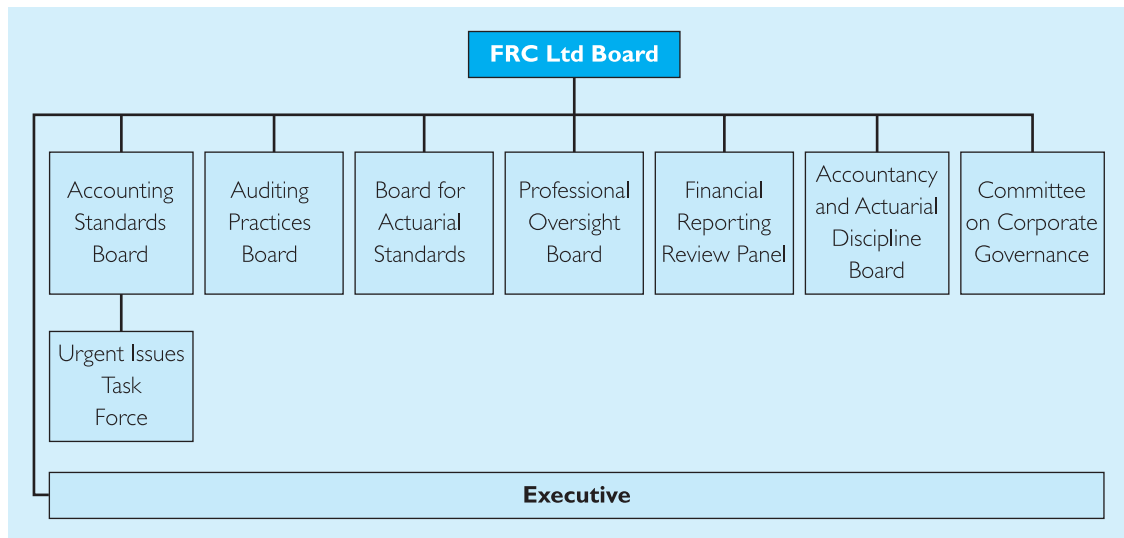 FRC Ltd Board
Accounting
Standards
Board
Auditing
Practices
Board
Board for
Actuarial
Standards
Professional
Oversight
Board
Financial
Reporting
Review Panel
Accountancy
and Actuarial
Discipline
Board
Committee
on Corporate
Governance
Urgent Issues
Task
Force
Executive